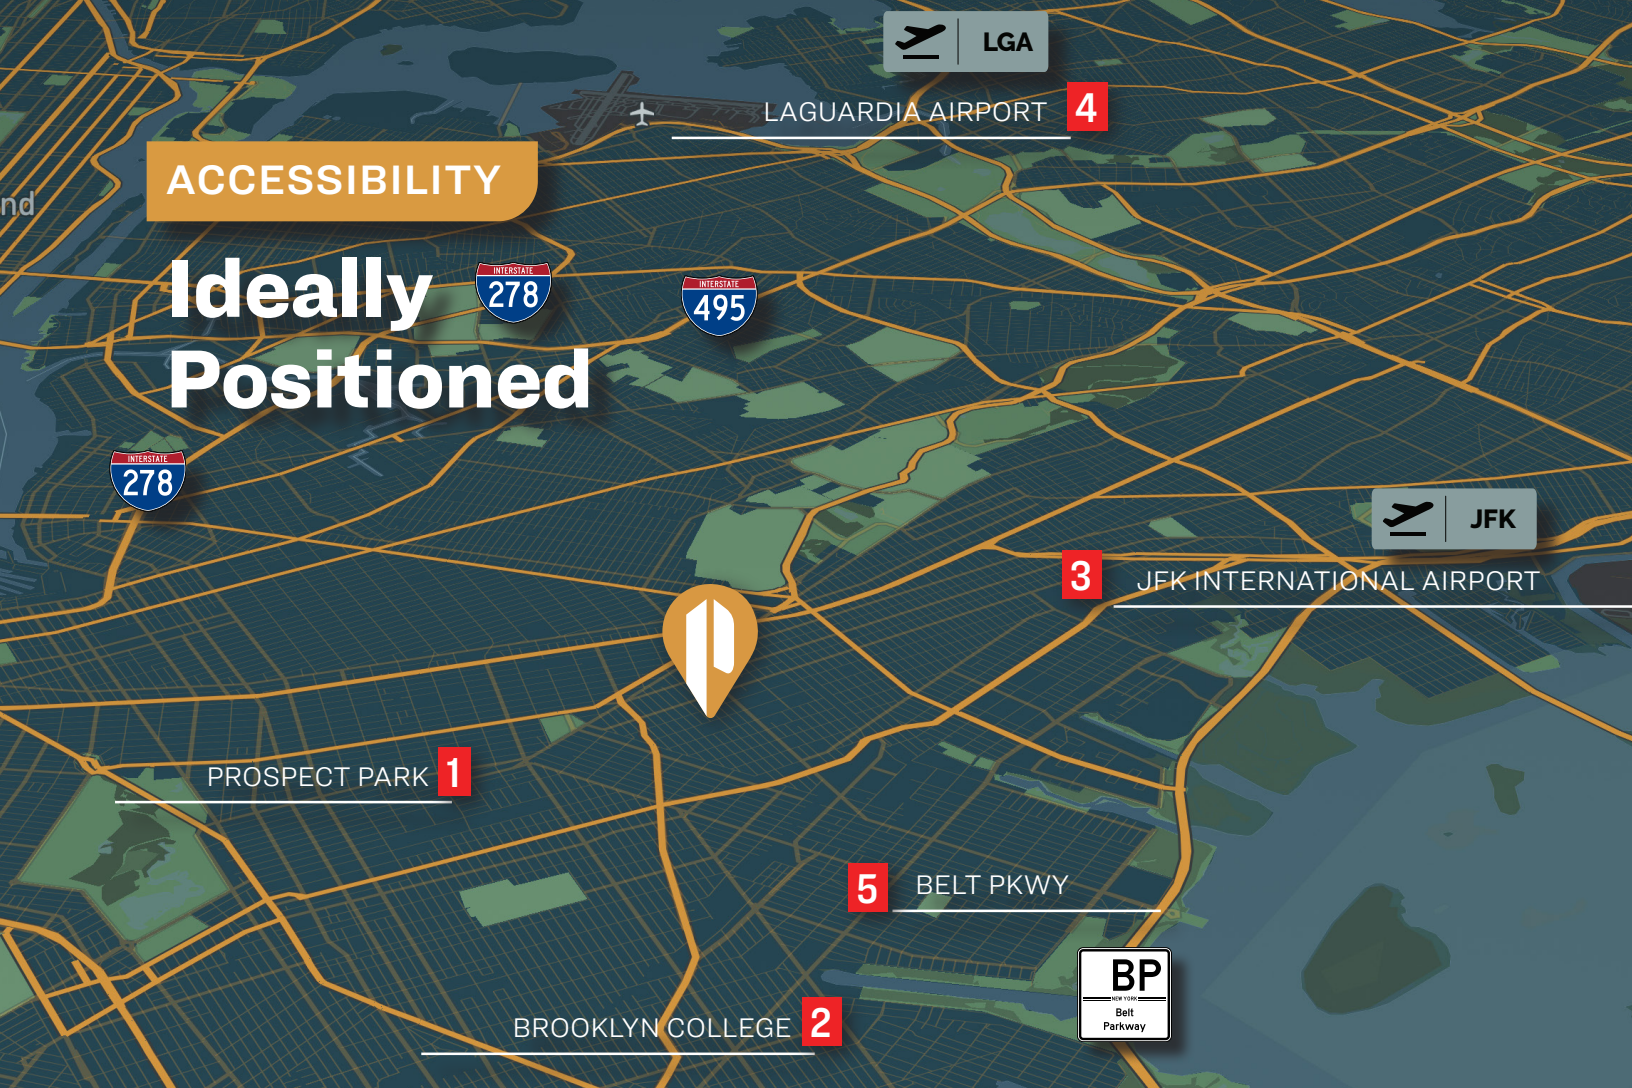 LGA
LAGUARDIA AIRPORT 4
ACCESSIBILITY
nd
Ideally
Positioned
INTERSTATE
278
INTERSTATE
495
INTERSTATE
278
JFK
3 JFK INTERNATIONAL AIRPORT
PROSPECT PARK 1
5 BELT PKWY
BP
NEW YORK
Belt
Parkway
BROOKLYN COLLEGE 2